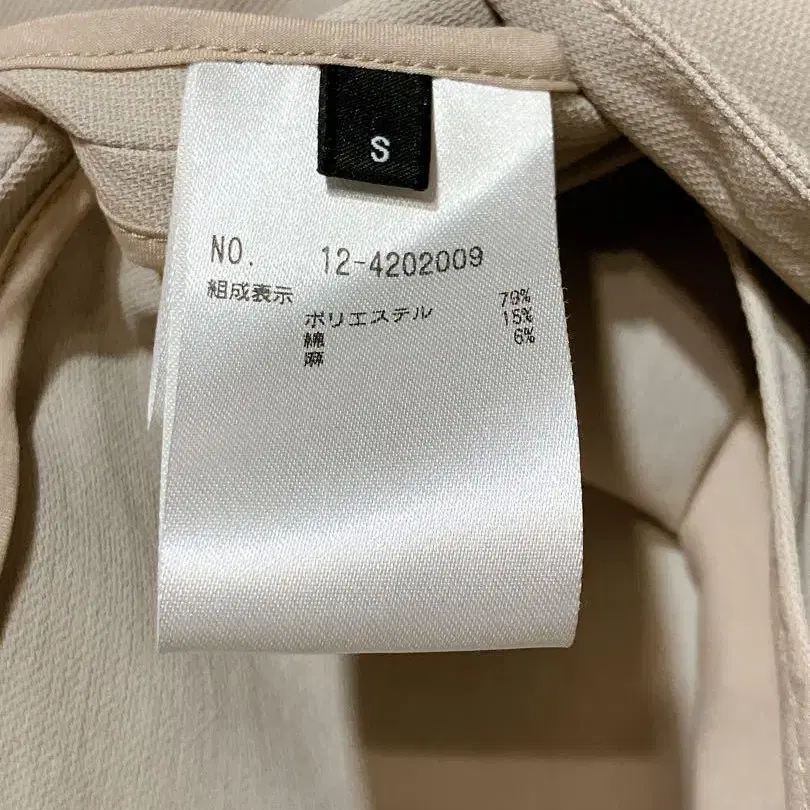 S
NO. 12-4202009
組成表示
ポリエステル 79%
綿 15%
麻 6%